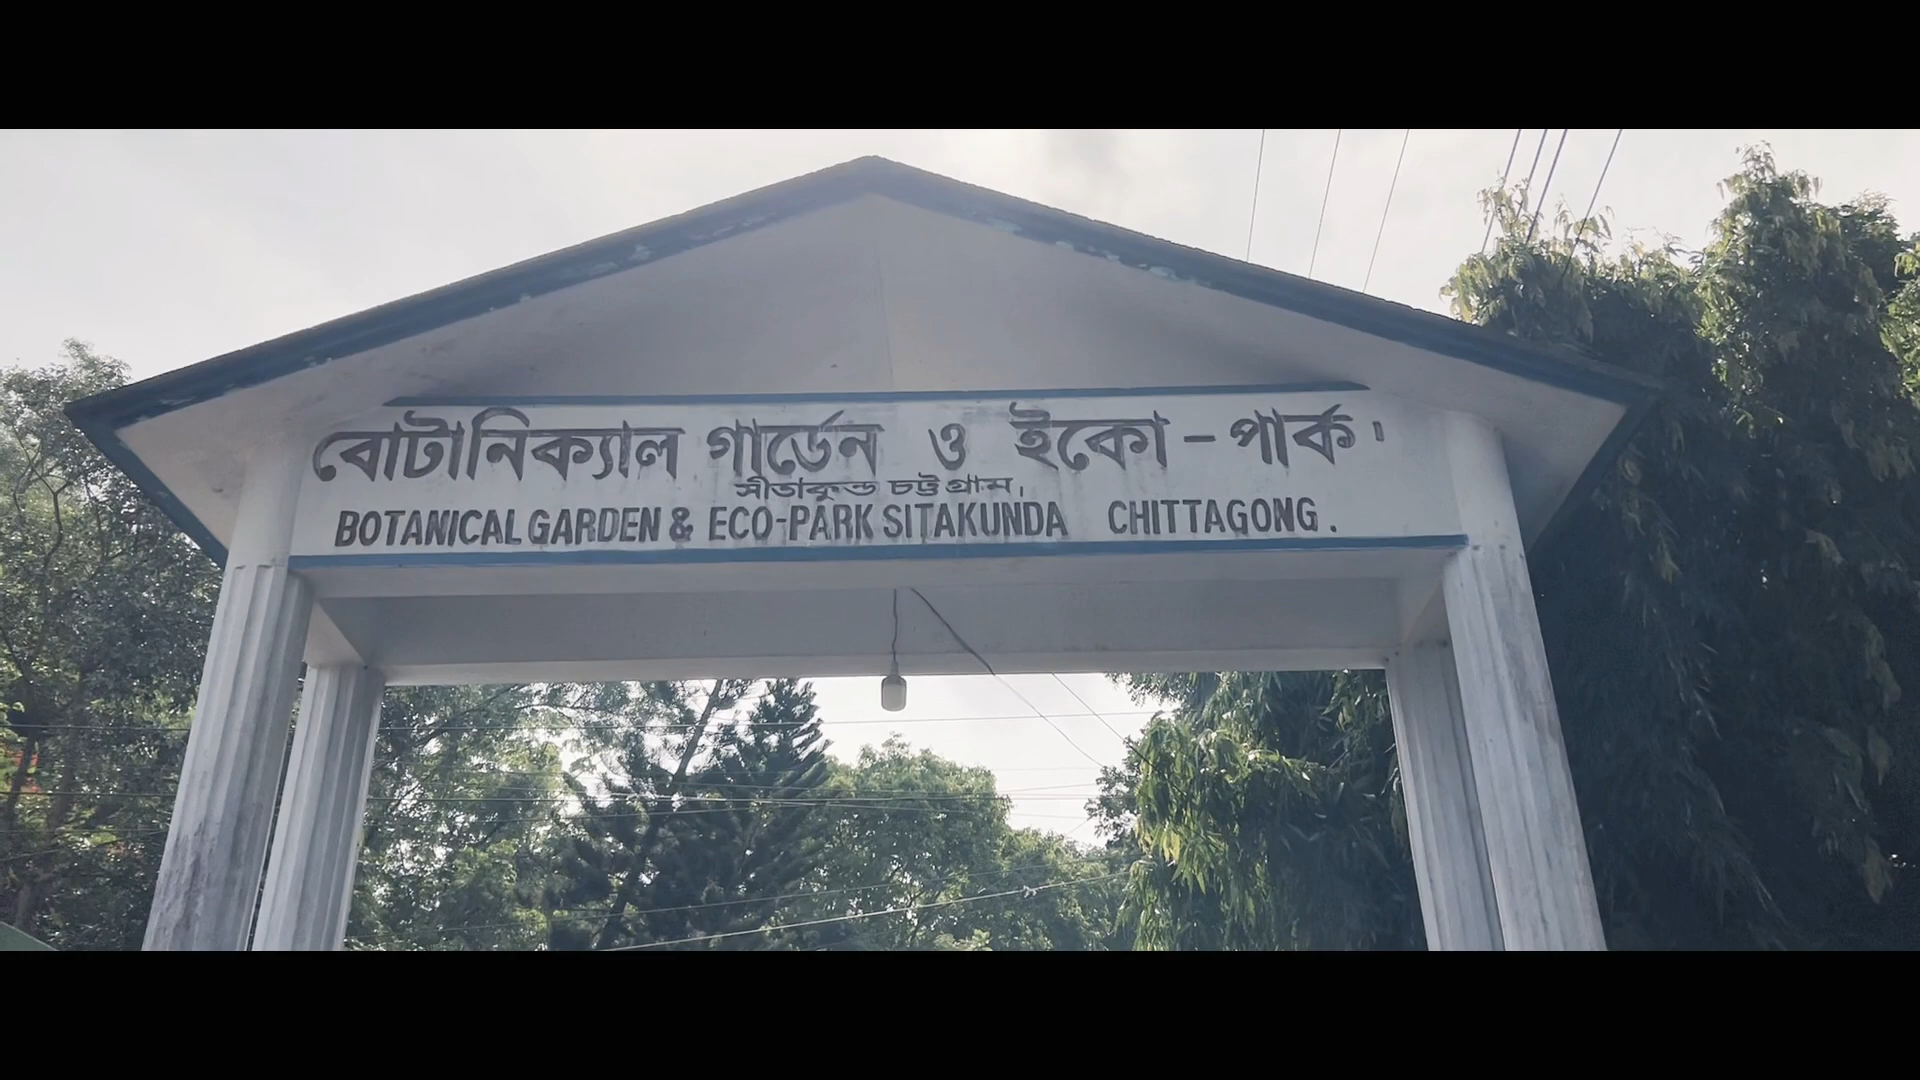 বোটানিক্যাল গার্ডেন ও ইকো-পার্ক।
সীতাকুন্ড চট্টগ্রাম।
BOTANICAL GARDEN & ECO-PARK SITAKUNDA CHITTAGONG.